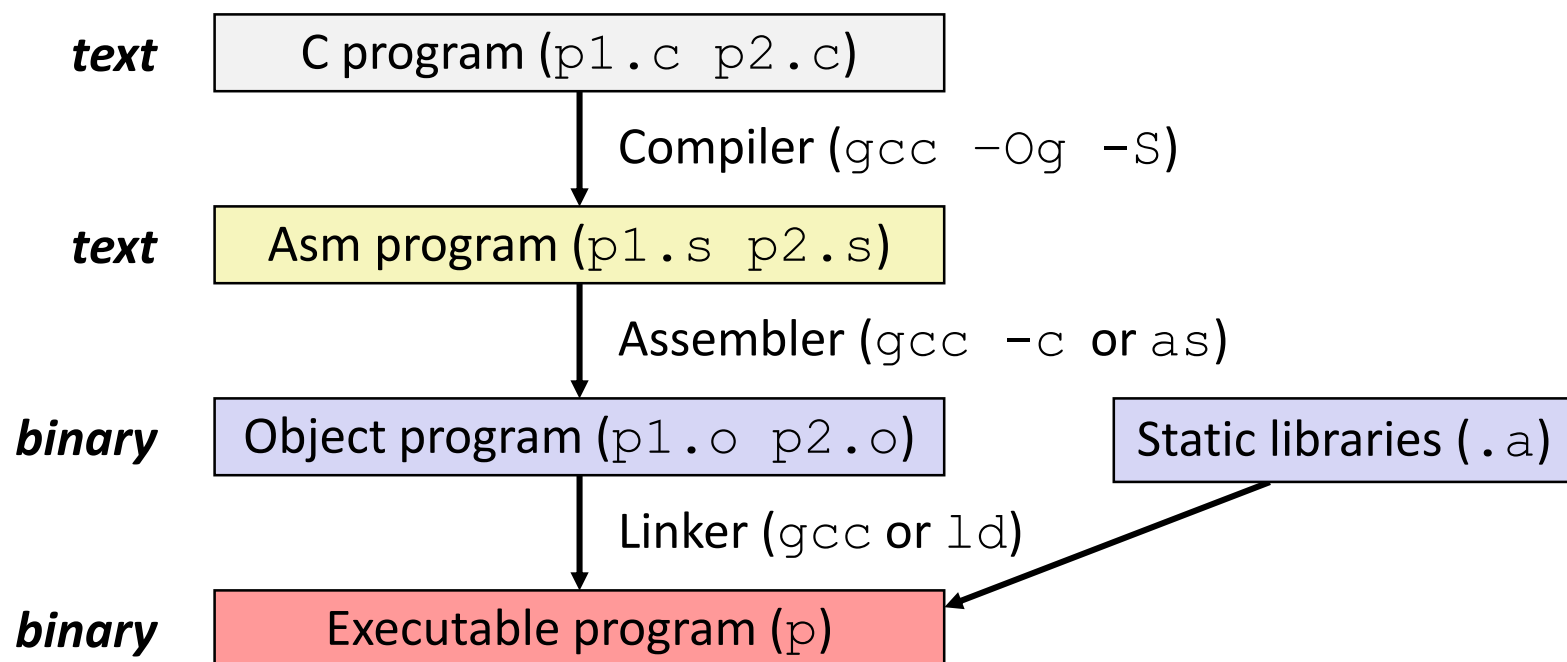 text C program (p1.c p2.c)
Compiler (gcc –Og -S)
text Asm program (p1.s p2.s)
Assembler (gcc -c or as)
binary Object program (p1.o p2.o) Static libraries (.a)
Linker (gcc or ld)
binary Executable program (p)